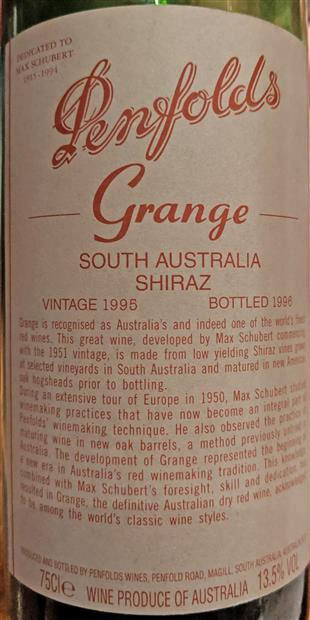 DEDICATED TO
MAX SCHUBERT
1915-1994
Penfolds
Grange
SOUTH AUSTRALIA
SHIRAZ
VINTAGE 1995 BOTTLED 1996
Grange is recognised as Australia's and indeed one of the world's finest
red wines. This great wine, developed by Max Schubert commencing
with the 1951 vintage, is made from low yielding Shiraz vines grown
at selected vineyards in South Australia and matured in new American
oak hogsheads prior to bottling.
During an extensive tour of Europe in 1950, Max Schubert studied
winemaking practices that have now become an integral part of
Penfolds' winemaking technique. He also observed the practice of
maturing wine in new oak barrels, a method previously untried in
Australia. The development of Grange represented the beginning of
a new era in Australia's red winemaking tradition. This knowledge
combined with Max Schubert's foresight, skill and dedication, has
resulted in Grange, the definitive Australian dry red wine, acknowledged
to be among the world's classic wine styles.
PRODUCED AND BOTTLED BY PENFOLDS WINES, PENFOLD ROAD, MAGILL, SOUTH AUSTRALIA, AUSTRALIA
75Cl e WINE PRODUCE OF AUSTRALIA 13.5% VOL